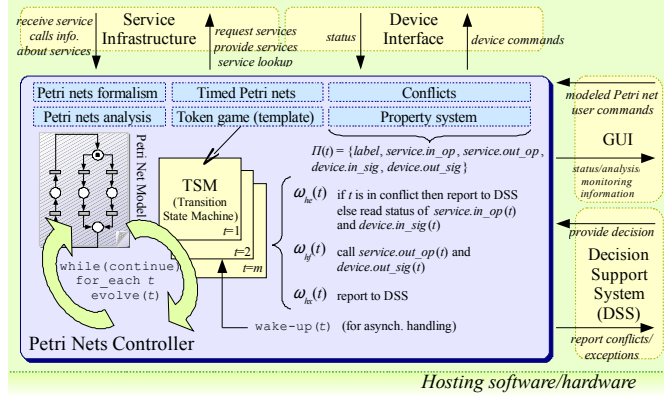 receive service
calls info.
about services
Service
Infrastructure
request services
provide services
service lookup
status
Device
Interface
device commands
Petri nets formalism
Timed Petri nets
Conflicts
Petri nets analysis
Token game (template)
Property system
Petri Net Model
TSM
(Transition
State Machine)
t=1
t=2
t=m
Π(t) = {label, service.in_op, service.out_op,
device.in_sig, device.out_sig}
ω_he(t) if t is in conflict then report to DSS
else read status of service.in_op(t)
and device.in_sig(t)
ω_hf(t) call service.out_op(t) and
device.out_sig(t)
ω_hx(t) report to DSS
while(continue)
for_each t
evolve(t)
wake-up(t) (for asynch. handling)
Petri Nets Controller
modeled Petri net
user commands
GUI
status/analysis/
monitoring
information
provide decision
Decision
Support
System
(DSS)
report conflicts/
exceptions
Hosting software/hardware